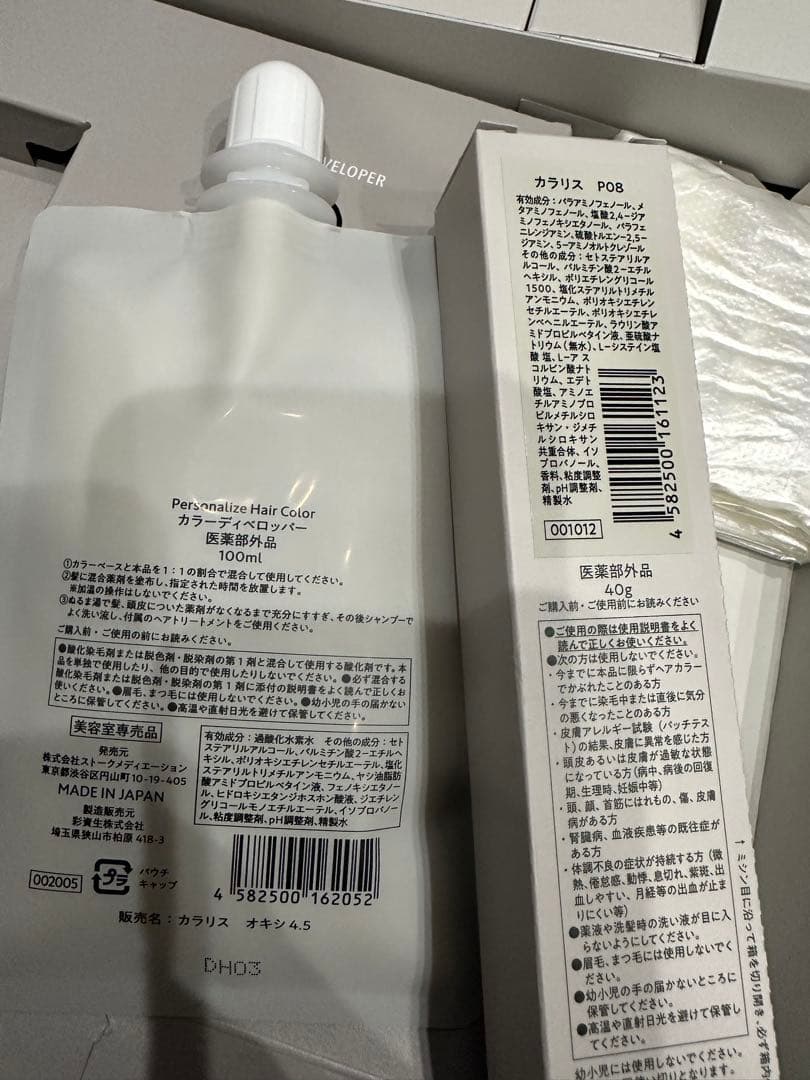 VELOPER
Personalize Hair Color
カラーディベロッパー
医薬部外品
100ml
①カラーベースと本品を1:1の割合で混合して使用してください。
②髪に混合薬剤を塗布し、指定された時間を放置します。
※加温の操作はしないでください。
③ぬるま湯で髪、頭皮についた薬剤がなくなるまで充分にすすぎ、その後シャンプーで
よく洗い流し、付属のヘアトリートメントをご使用ください。
ご購入前・ご使用の前にお読みください。
●酸化染毛剤または脱色剤・脱染剤の第1剤と混合して使用する酸化剤です。本
品を単独で使用したり、他の目的で使用したりしないでください。●必ず混合する
酸化染毛剤または脱色剤・脱染剤の第1剤に添付の説明書をよく読んで正しくお
使いください。●眉毛、まつ毛には使用しないでください。●幼小児の手の届かない
ところに保管してください。●高温や直射日光を避けて保管してください。
美容室専売品
発売元
株式会社ストークメディエーション
東京都渋谷区円山町10-19-405
MADE IN JAPAN
製造販売元
彩資生株式会社
埼玉県狭山市柏原 418-3
有効成分:過酸化水素水 その他の成分:セト
ステアリルアルコール、パルミチン酸2-エチルヘ
キシル、ポリオキシエチレンセチルエーテル、塩化
ステアリルトリメチルアンモニウム、ヤシ油脂肪
酸アミドプロピルベタイン液、フェノキシエタノー
ル、ヒドロキシエタンジホスホン酸液、ジエチレン
グリコールモノエチルエーテル、イソプロパノー
ル、粘度調整剤、pH調整剤、精製水
002005
プラ
パウチ
キャップ
4 582500 162052
販売名:カラリス オキシ 4.5
DH03
カラリス P08
有効成分:パラアミノフェノール、メ
タアミノフェノール、塩酸2,4-ジア
ミノフェノキシエタノール、パラフェ
ニレンジアミン、硫酸トルエン-2,5-
ジアミン、5-アミノオルトクレゾール
その他の成分:セトステアリルア
ルコール、パルミチン酸2-エチル
ヘキシル、ポリエチレングリコール
1500、塩化ステアリルトリメチル
アンモニウム、ポリオキシエチレン
セチルエーテル、ポリオキシエチレ
ンベヘニルエーテル、ラウリン酸ア
ミドプロピルベタイン液、亜硫酸ナ
トリウム(無水)、L-システイン塩
酸 塩、L-ア ス
コルビン酸ナト
リウム、エデト
酸塩、アミノエ
チルアミノプロ
ピルメチルシロ
キサン・ジメチ
ルシロキサン
共重合体、イソ
プロパノール、
香料、粘度調整
剤、pH調整剤、
精製水
4 582500 161123
001012
医薬部外品
40g
ご購入前・ご使用前にお読みください
●ご使用の際は使用説明書をよく
読んで正しくお使いください。
●次の方は使用しないでください。
・今までに本品に限らずヘアカラー
でかぶれたことのある方
・今までに染毛中または直後に気分
の悪くなったことのある方
・皮膚アレルギー試験(パッチテス
ト)の結果、皮膚に異常を感じた方
・頭皮あるいは皮膚が過敏な状態
になっている方(病中、病後の回復
期、生理時、妊娠中等)
・頭、顔、首筋にはれもの、傷、皮膚
病がある方
・腎臓病、血液疾患等の既往症が
ある方
・体調不良の症状が持続する方(微
熱、倦怠感、動悸、息切れ、紫斑、出
血しやすい、月経等の出血が止ま
りにくい等)
●薬液や洗髪時の洗い液が目に入
らないようにしてください。
●眉毛、まつ毛には使用しないでく
ださい。
●幼小児の手の届かないところに
保管してください。
●高温や直射日光を避けて保管し
てください。
幼小児には使用しないでください。
使い切りとなります。
↑ミシン目に沿って箱を切り開き、必ず箱内